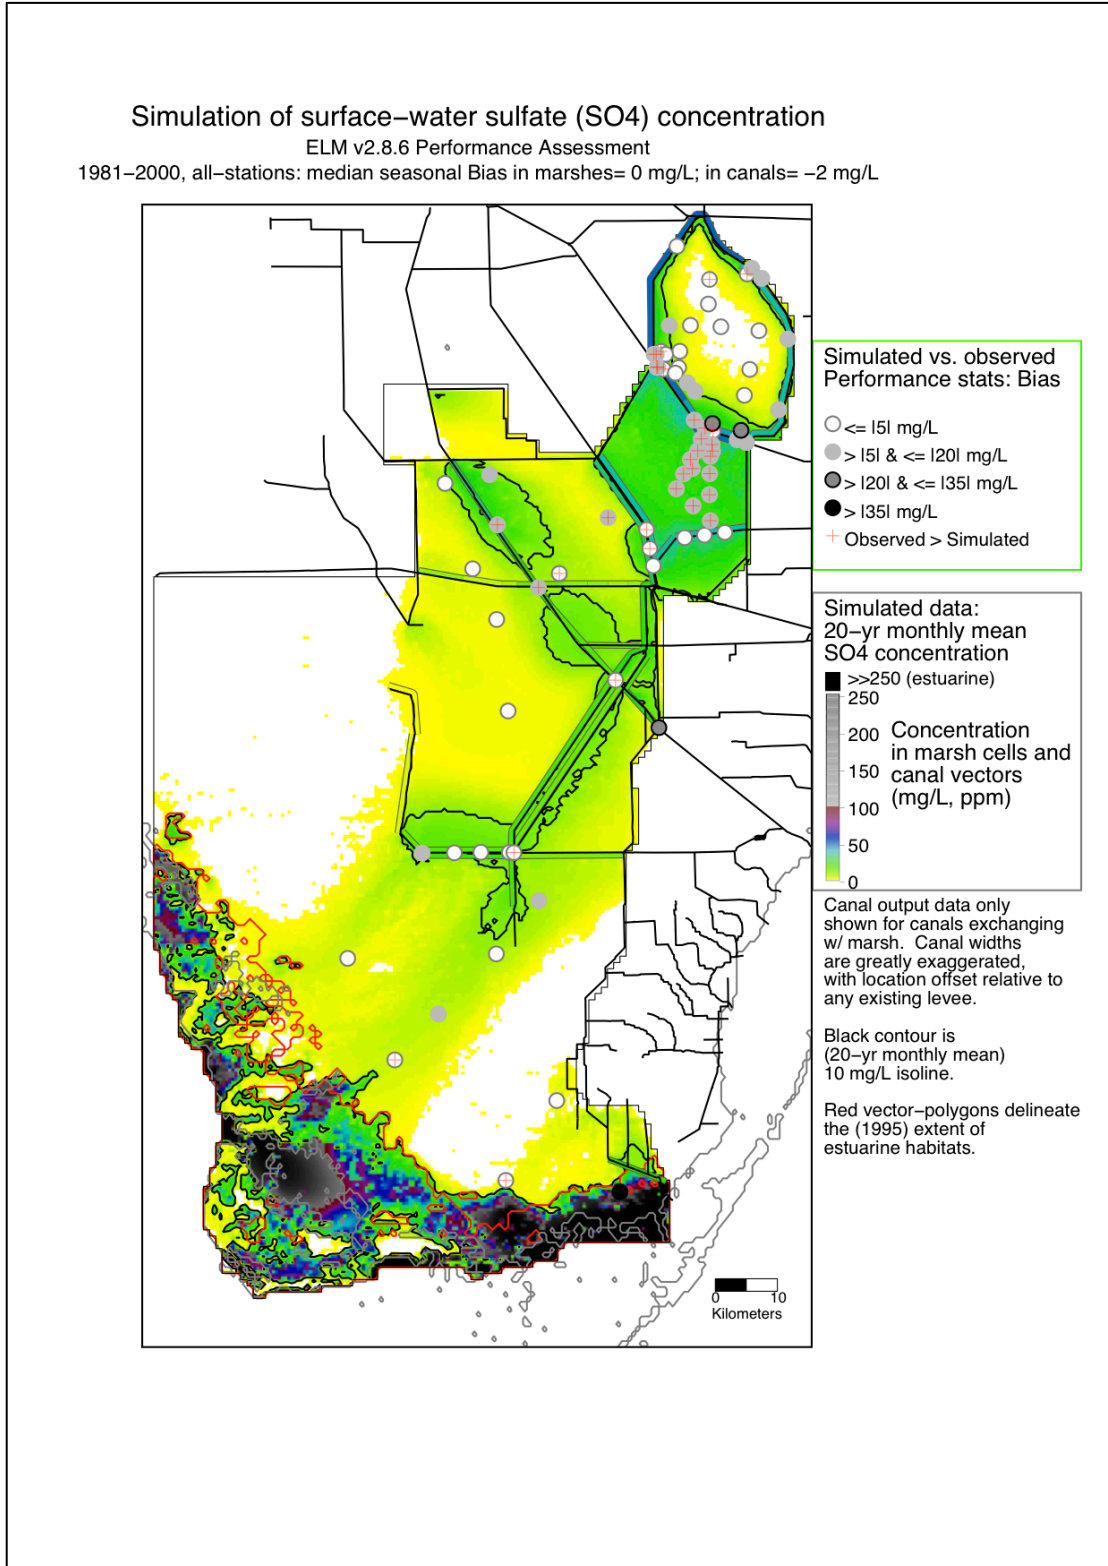 Simulation of surface−water sulfate (SO4) concentration
ELM v2.8.6 Performance Assessment
1981−2000, all−stations: median seasonal Bias in marshes= 0 mg/L; in canals= −2 mg/L
Simulated vs. observed
Performance stats: Bias
<= |5| mg/L
> |5| & <= |20| mg/L
> |20| & <= |35| mg/L
> |35| mg/L
Observed > Simulated
Simulated data:
20−yr monthly mean
SO4 concentration
>>250 (estuarine)
250
200
150
100
50
0
Concentration
in marsh cells and
canal vectors
(mg/L, ppm)
Canal output data only
shown for canals exchanging
w/ marsh. Canal widths
are greatly exaggerated,
with location offset relative to
any existing levee.
Black contour is
(20−yr monthly mean)
10 mg/L isoline.
Red vector−polygons delineate
the (1995) extent of
estuarine habitats.
0 10
Kilometers